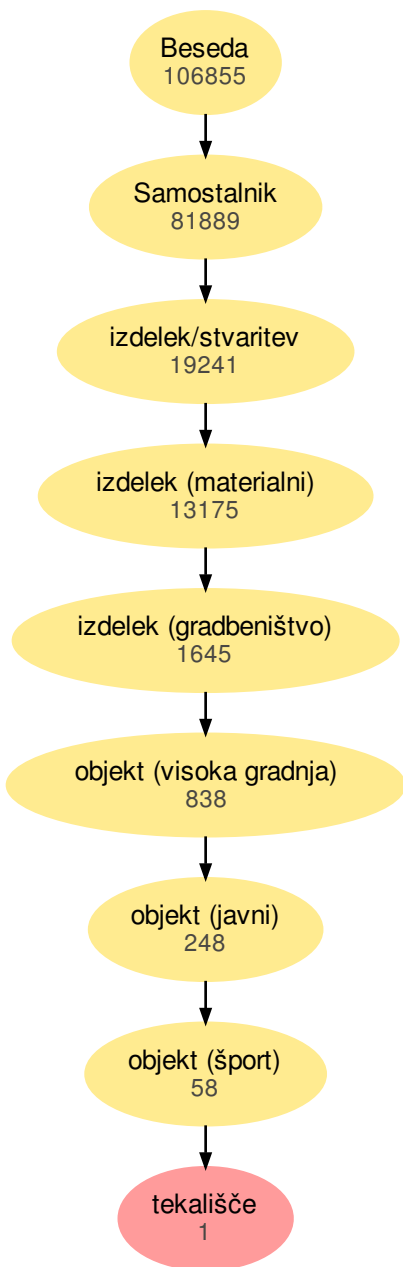 Beseda
106855
Samostalnik
81889
izdelek/stvaritev
19241
izdelek (materialni)
13175
izdelek (gradbeništvo)
1645
objekt (visoka gradnja)
838
objekt (javni)
248
objekt (šport)
58
tekališče
1